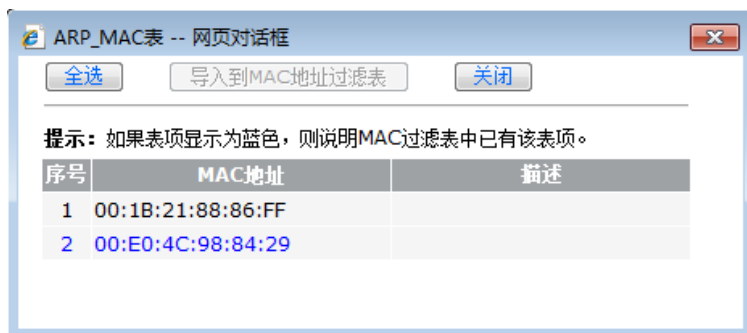 ARP_MAC表 -- 网页对话框
全选 导入到MAC地址过滤表 关闭
提示：如果表项显示为蓝色，则说明MAC过滤表中已有该表项。
序号 MAC地址 描述
1 00:1B:21:88:86:FF
2 00:E0:4C:98:84:29